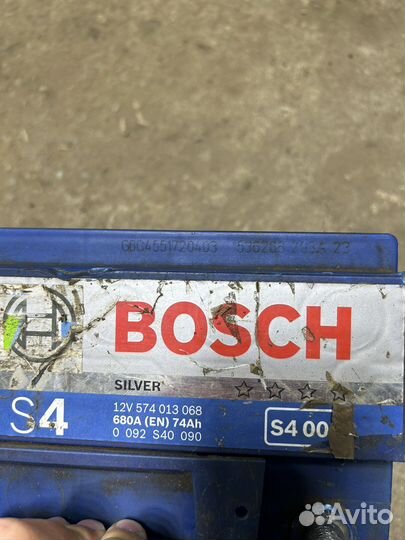 BOSCH
SILVER
S4
12V 574 013 068
680A (EN) 74Ah
0 092 S40 090
S4 00
Avito